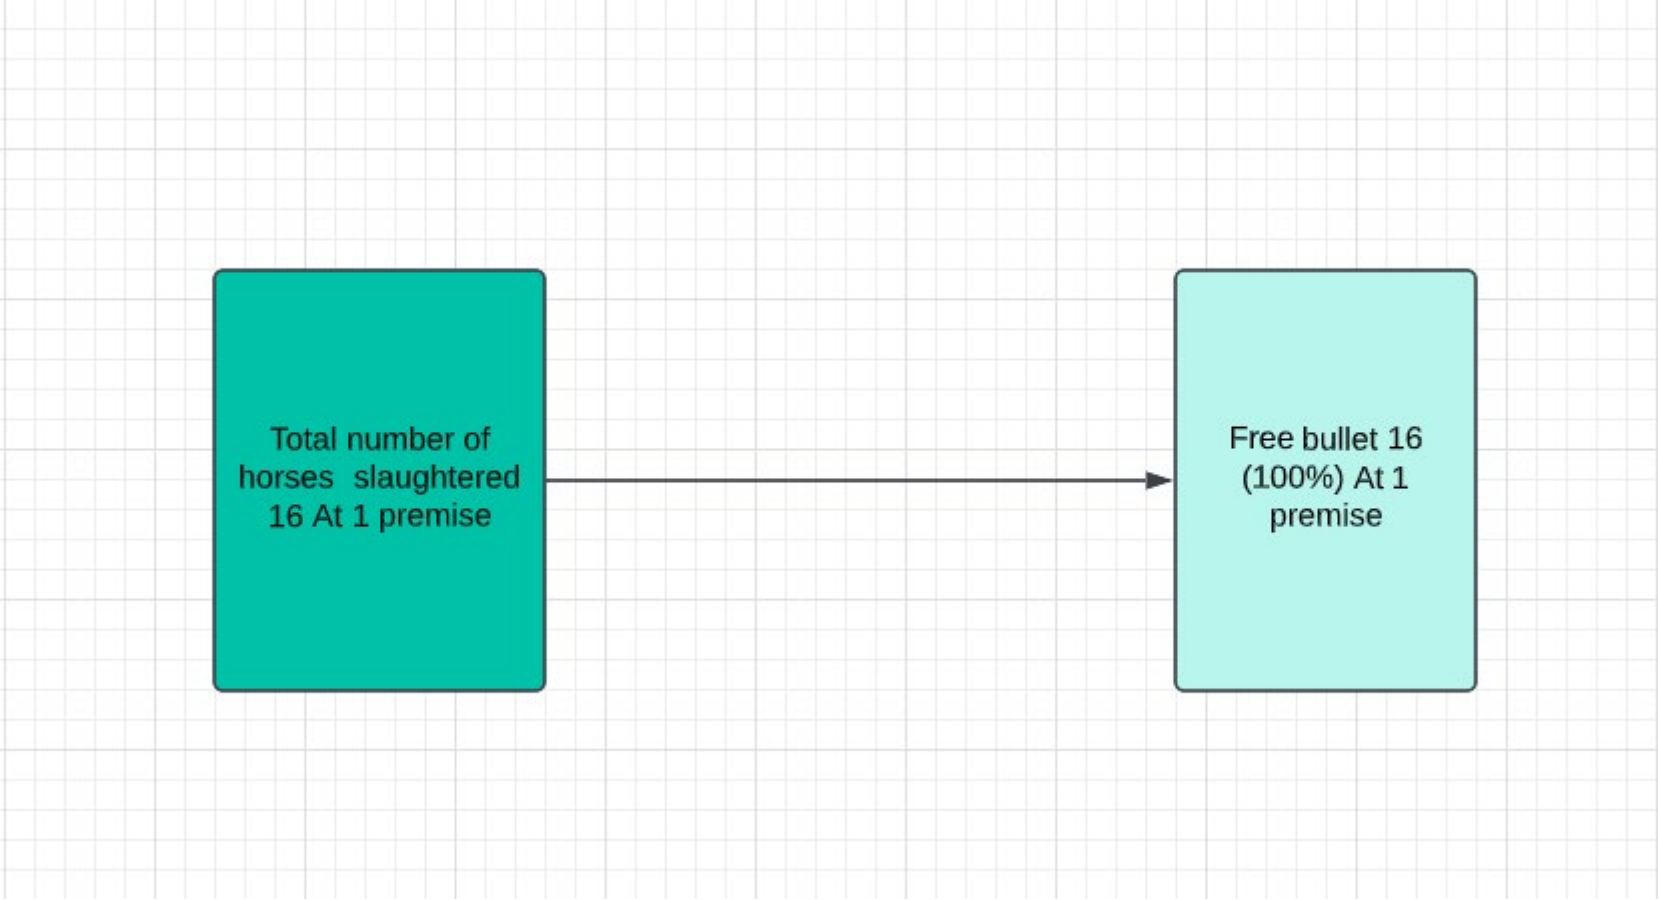 Total number of
horses  slaughtered
16 At 1 premise
Free bullet 16
(100%) At 1
premise